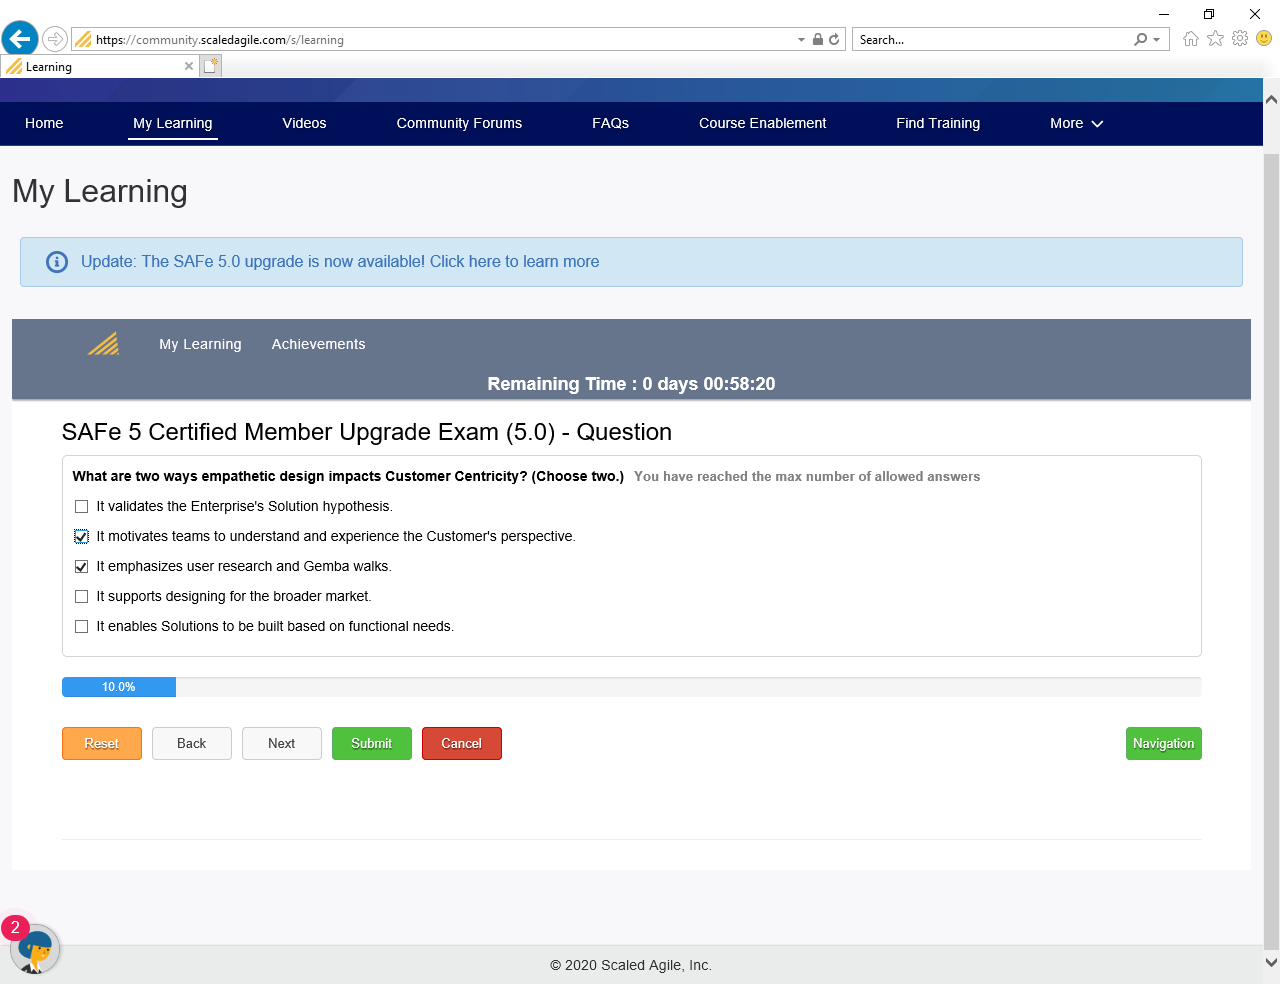 https://community.scaledagile.com/s/learning
Search...
Learning
Home My Learning Videos Community Forums FAQs Course Enablement Find Training More
My Learning
Update: The SAFe 5.0 upgrade is now available! Click here to learn more
My Learning Achievements
Remaining Time : 0 days 00:58:20
SAFe 5 Certified Member Upgrade Exam (5.0) - Question
What are two ways empathetic design impacts Customer Centricity? (Choose two.) You have reached the max number of allowed answers
It validates the Enterprise's Solution hypothesis.
It motivates teams to understand and experience the Customer's perspective.
It emphasizes user research and Gemba walks.
It supports designing for the broader market.
It enables Solutions to be built based on functional needs.
10.0%
Reset Back Next Submit Cancel Navigation
2
© 2020 Scaled Agile, Inc.